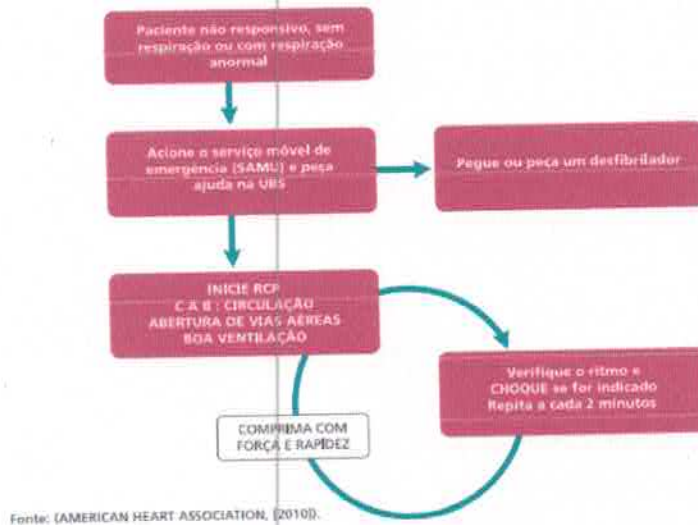 Paciente não responsivo, sem
respiração ou com respiração
anormal
Acione o serviço móvel de
emergência (SAMU) e peça
ajuda na UBS
Pegue ou peça um desfibrilador
INICIE RCP
C A B : CIRCULAÇÃO
ABERTURA DE VIAS AÉREAS
BOA VENTILAÇÃO
Verifique o ritmo e
CHOQUE se for indicado
Repita a cada 2 minutos
COMPRIMA COM
FORÇA E RAPIDEZ
Fonte: (AMERICAN HEART ASSOCIATION, [2010]).